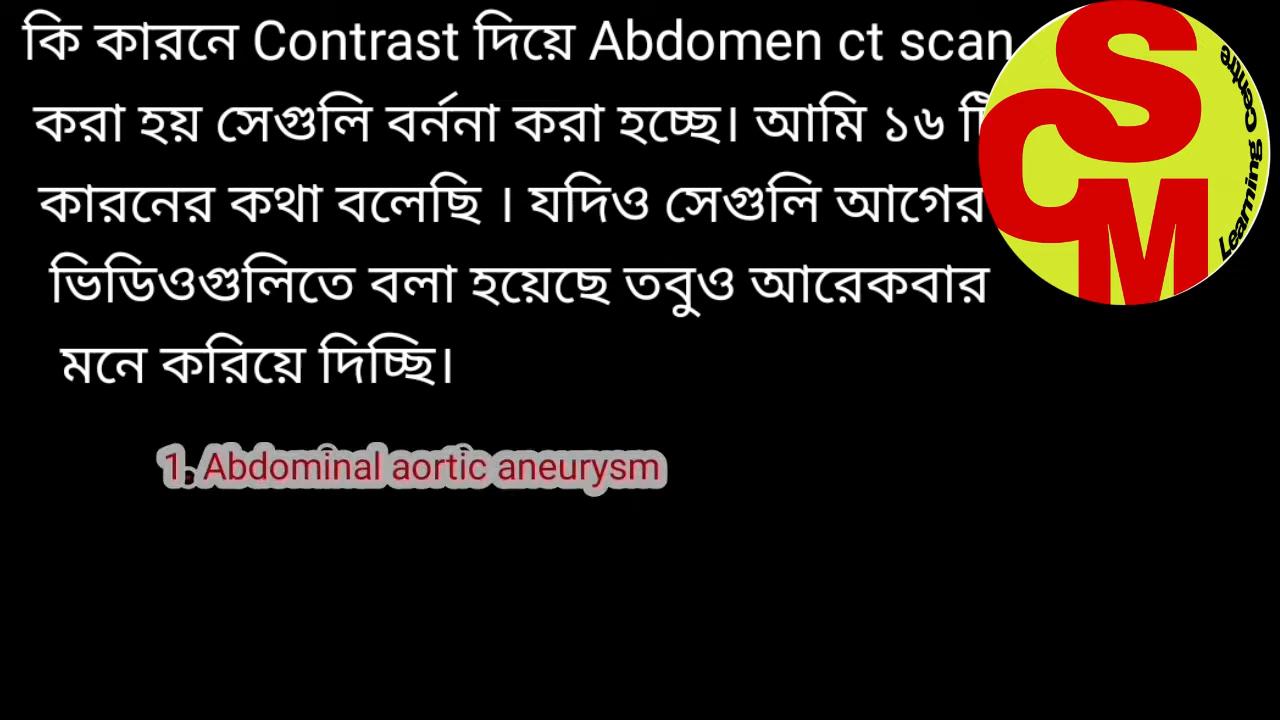 কি কারনে Contrast দিয়ে Abdomen ct scan
করা হয় সেগুলি বর্ননা করা হচ্ছে। আমি ১৬ টি
কারনের কথা বলেছি । যদিও সেগুলি আগের
ভিডিওগুলিতে বলা হয়েছে তবুও আরেকবার
মনে করিয়ে দিচ্ছি।
1. Abdominal aortic aneurysm
SCM
Learning Centre